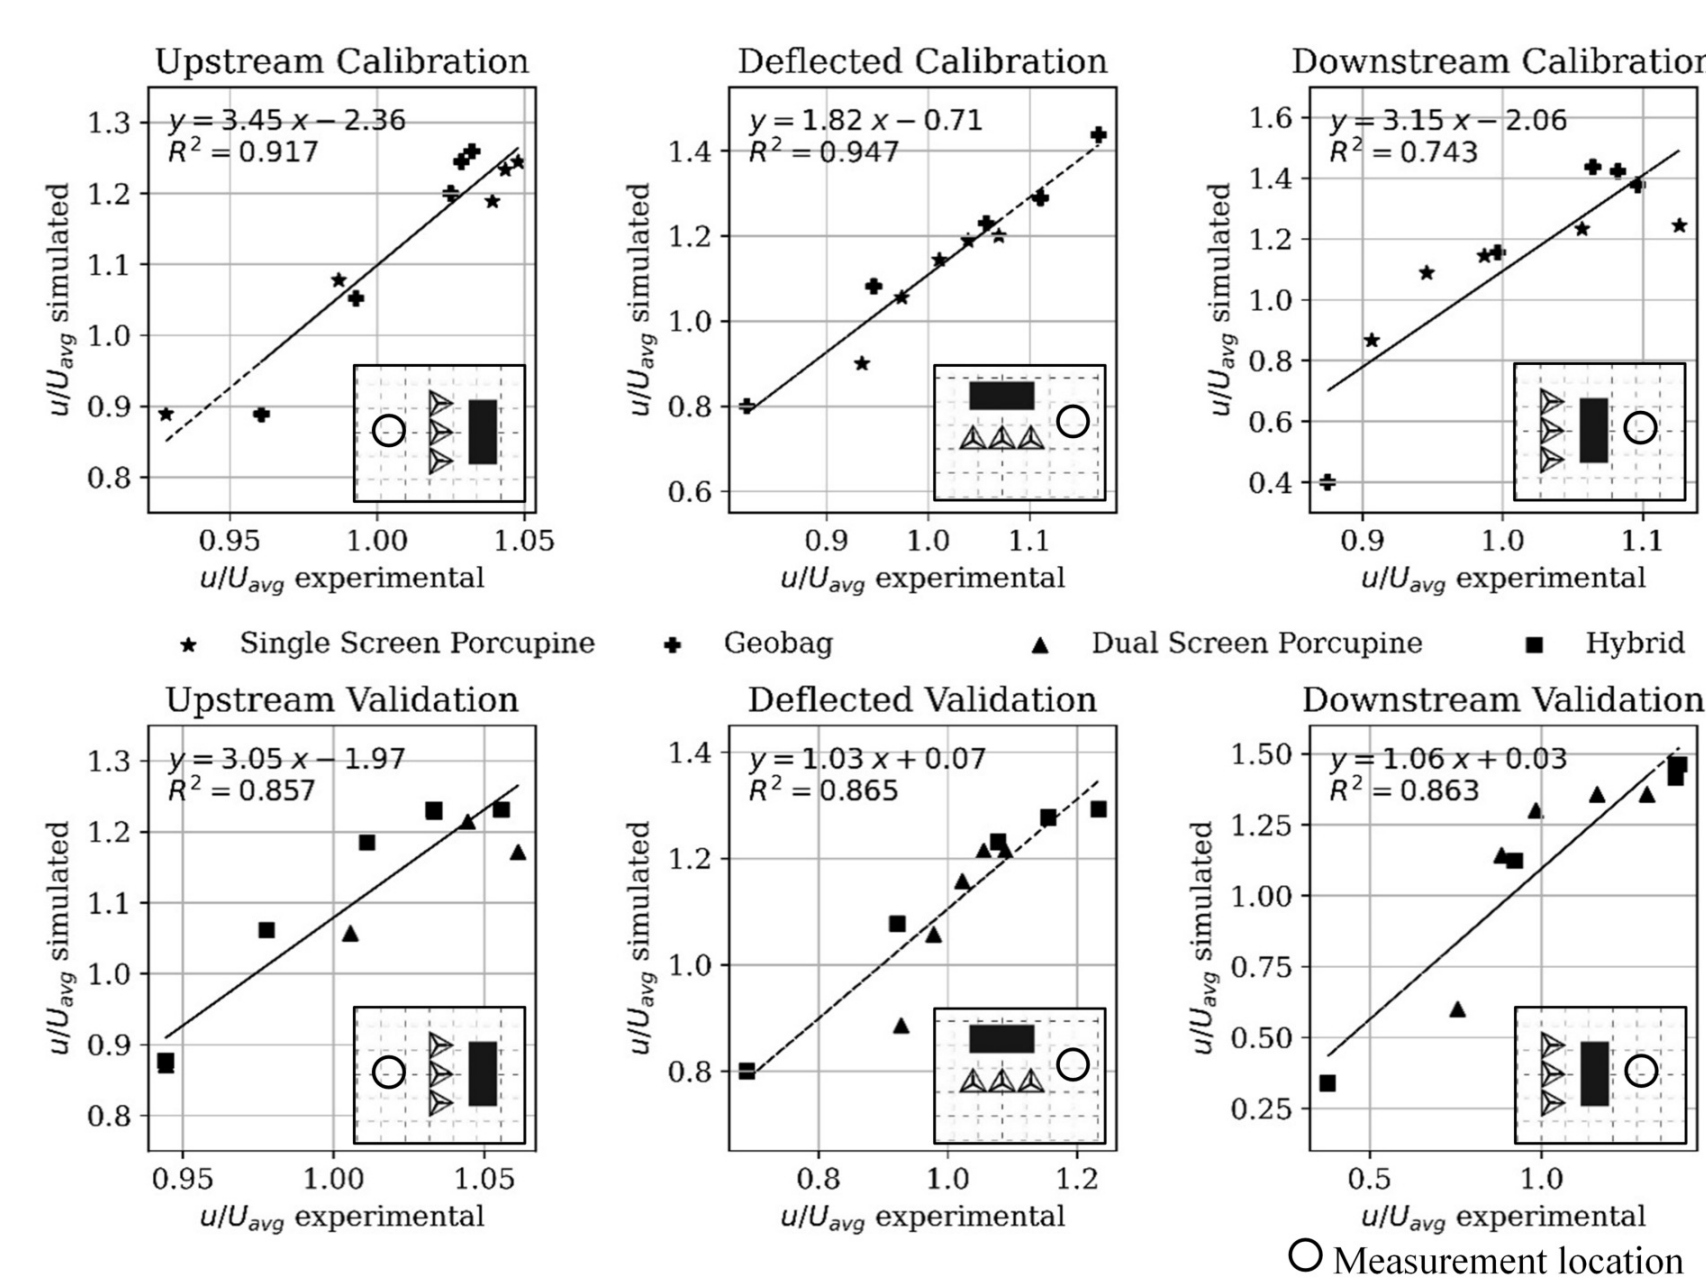 Upstream Calibration
y = 3.45 x − 2.36
R² = 0.917
1.3
1.2
1.1
1.0
0.9
0.8
0.95 1.00 1.05
u/Uavg simulated
u/Uavg experimental
Deflected Calibration
y = 1.82 x − 0.71
R² = 0.947
1.4
1.2
1.0
0.8
0.6
0.9 1.0 1.1
u/Uavg simulated
u/Uavg experimental
Downstream Calibration
y = 3.15 x − 2.06
R² = 0.743
1.6
1.4
1.2
1.0
0.8
0.6
0.4
0.9 1.0 1.1
u/Uavg simulated
u/Uavg experimental
Single Screen Porcupine Geobag Dual Screen Porcupine Hybrid
Upstream Validation
y = 3.05 x − 1.97
R² = 0.857
1.3
1.2
1.1
1.0
0.9
0.8
0.95 1.00 1.05
u/Uavg simulated
u/Uavg experimental
Deflected Validation
y = 1.03 x + 0.07
R² = 0.865
1.4
1.2
1.0
0.8
0.8 1.0 1.2
u/Uavg simulated
u/Uavg experimental
Downstream Validation
y = 1.06 x + 0.03
R² = 0.863
1.50
1.25
1.00
0.75
0.50
0.25
0.5 1.0
u/Uavg simulated
u/Uavg experimental
Measurement location